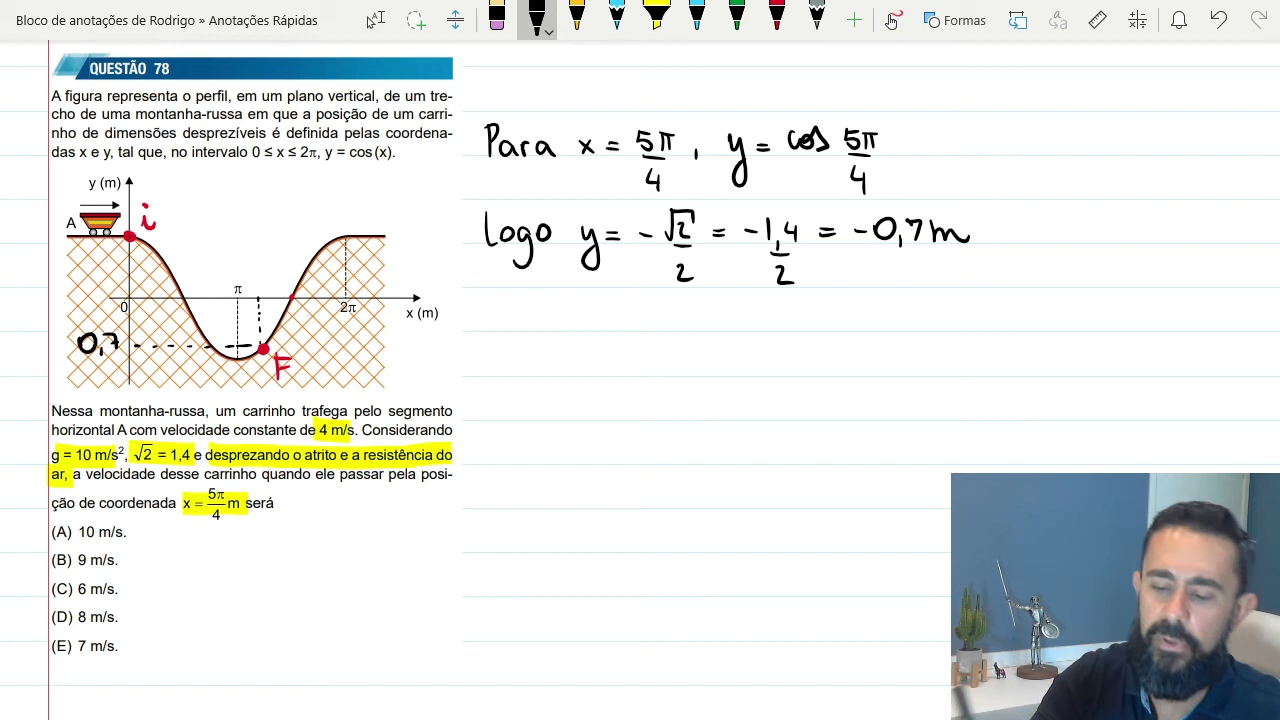 Bloco de anotações de Rodrigo » Anotações Rápidas
Formas
QUESTÃO 78
A figura representa o perfil, em um plano vertical, de um tre-
cho de uma montanha-russa em que a posição de um carri-
nho de dimensões desprezíveis é definida pelas coordena-
das x e y, tal que, no intervalo 0 ≤ x ≤ 2π, y = cos (x).
y (m)
A
i
π
0
2π
x (m)
0,7
F
Nessa montanha-russa, um carrinho trafega pelo segmento
horizontal A com velocidade constante de 4 m/s. Considerando
g = 10 m/s², √2 = 1,4 e desprezando o atrito e a resistência do
ar, a velocidade desse carrinho quando ele passar pela posi-
ção de coordenada x = 5π/4 m será
(A) 10 m/s.
(B) 9 m/s.
(C) 6 m/s.
(D) 8 m/s.
(E) 7 m/s.
Para x = 5π/4, y = cos 5π/4
Logo y = -√2/2 = -1,4/2 = -0,7m